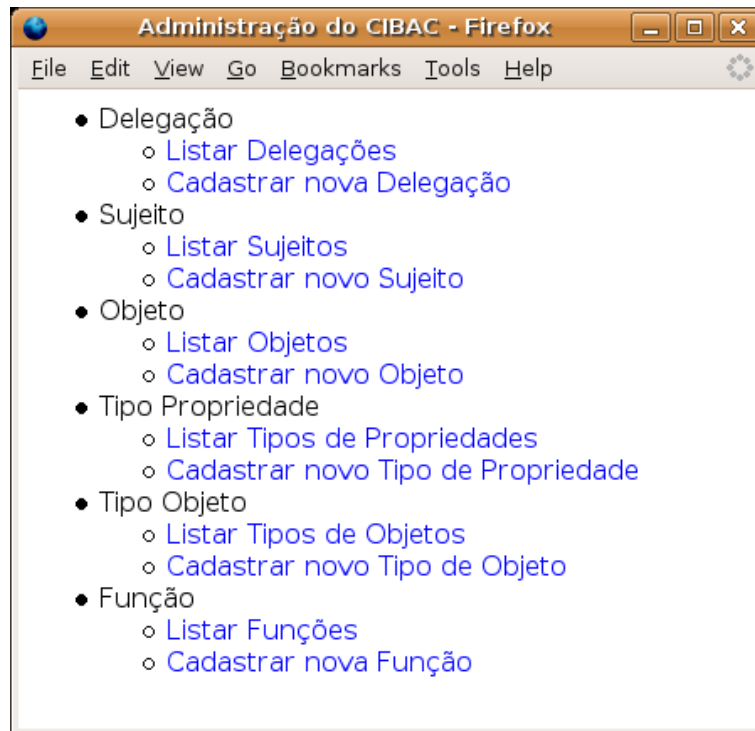 Administração do CIBAC - Firefox
File Edit View Go Bookmarks Tools Help
Delegação
Listar Delegações
Cadastrar nova Delegação
Sujeito
Listar Sujeitos
Cadastrar novo Sujeito
Objeto
Listar Objetos
Cadastrar novo Objeto
Tipo Propriedade
Listar Tipos de Propriedades
Cadastrar novo Tipo de Propriedade
Tipo Objeto
Listar Tipos de Objetos
Cadastrar novo Tipo de Objeto
Função
Listar Funções
Cadastrar nova Função